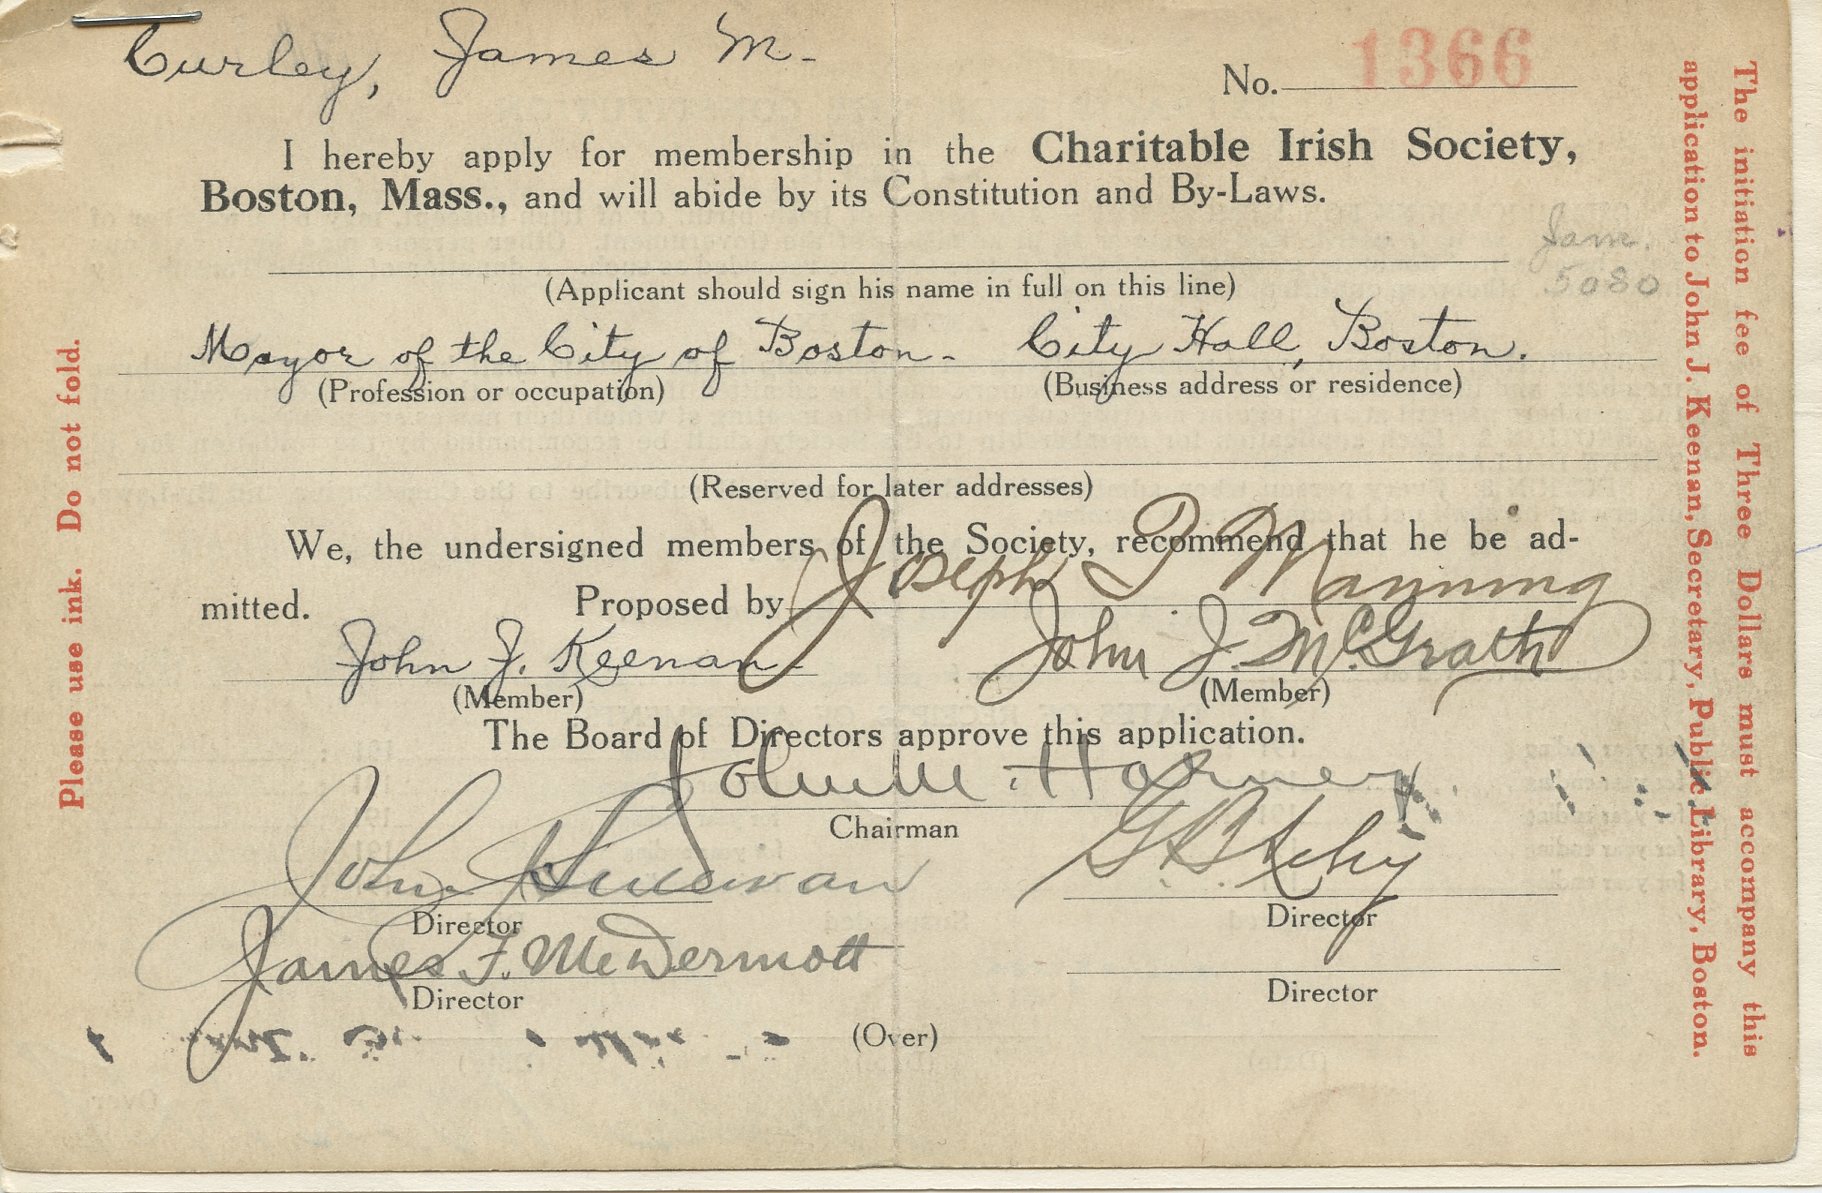 Curley, James M.
No. 1366
I hereby apply for membership in the Charitable Irish Society,
Boston, Mass., and will abide by its Constitution and By-Laws.
Jam.
5080
(Applicant should sign his name in full on this line)
Mayor of the City of Boston. City Hall, Boston.
(Profession or occupation) (Business address or residence)
(Reserved for later addresses)
We, the undersigned members of the Society, recommend that he be ad-
mitted. Proposed by Joseph P Manning
John J. Keenan. John J. McGrath
(Member) (Member)
The Board of Directors approve this application.
John M. Harney
Chairman
John J Sullivan G. B.
Director Director
James F. McDermott
Director Director
(Over)
Please use ink. Do not fold.
The initiation fee of Three Dollars must accompany this
application to John J. Keenan, Secretary, Public Library, Boston.